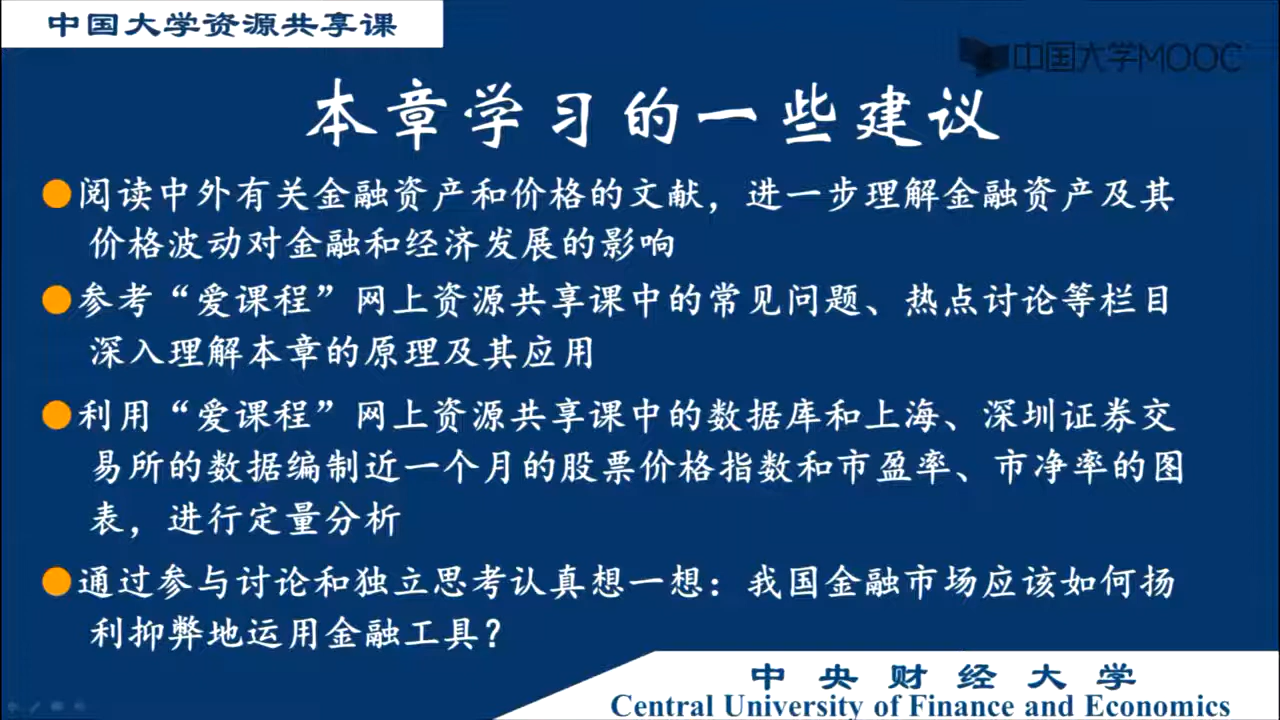 中国大学资源共享课
中国大学MOOC
本章学习的一些建议
阅读中外有关金融资产和价格的文献，进一步理解金融资产及其
价格波动对金融和经济发展的影响
参考“爱课程”网上资源共享课中的常见问题、热点讨论等栏目
深入理解本章的原理及其应用
利用“爱课程”网上资源共享课中的数据库和上海、深圳证券交
易所的数据编制近一个月的股票价格指数和市盈率、市净率的图
表，进行定量分析
通过参与讨论和独立思考认真想一想：我国金融市场应该如何扬
利抑弊地运用金融工具？
中央财经大学
Central University of Finance and Economics